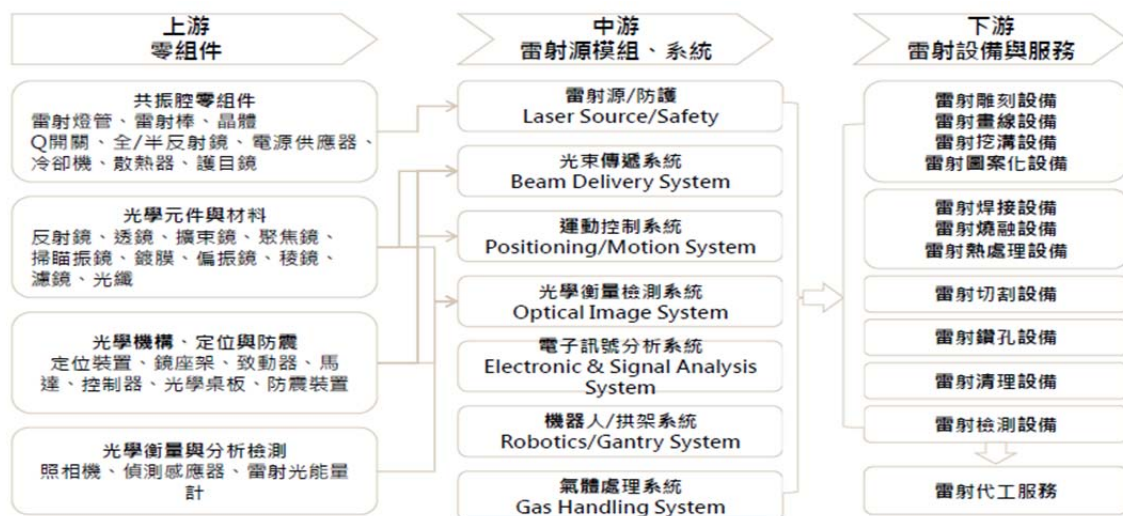 上游
零組件
共振腔零組件
雷射燈管、雷射棒、晶體
Q開關、全/半反射鏡、電源供應器、
冷卻機、散熱器、護目鏡
光學元件與材料
反射鏡、透鏡、擴束鏡、聚焦鏡、
掃瞄振鏡、鍍膜、偏振鏡、稜鏡、
濾鏡、光纖
光學機構、定位與防震
定位裝置、鏡座架、致動器、馬
達、控制器、光學桌板、防震裝置
光學衡量與分析檢測
照相機、偵測感應器、雷射光能量
計
中游
雷射源模組、系統
雷射源/防護
Laser Source/Safety
光束傳遞系統
Beam Delivery System
運動控制系統
Positioning/Motion System
光學衡量檢測系統
Optical Image System
電子訊號分析系統
Electronic & Signal Analysis
System
機器人/拱架系統
Robotics/Gantry System
氣體處理系統
Gas Handling System
下游
雷射設備與服務
雷射雕刻設備
雷射畫線設備
雷射挖溝設備
雷射圖案化設備
雷射焊接設備
雷射燒融設備
雷射熱處理設備
雷射切割設備
雷射鑽孔設備
雷射清理設備
雷射檢測設備
雷射代工服務